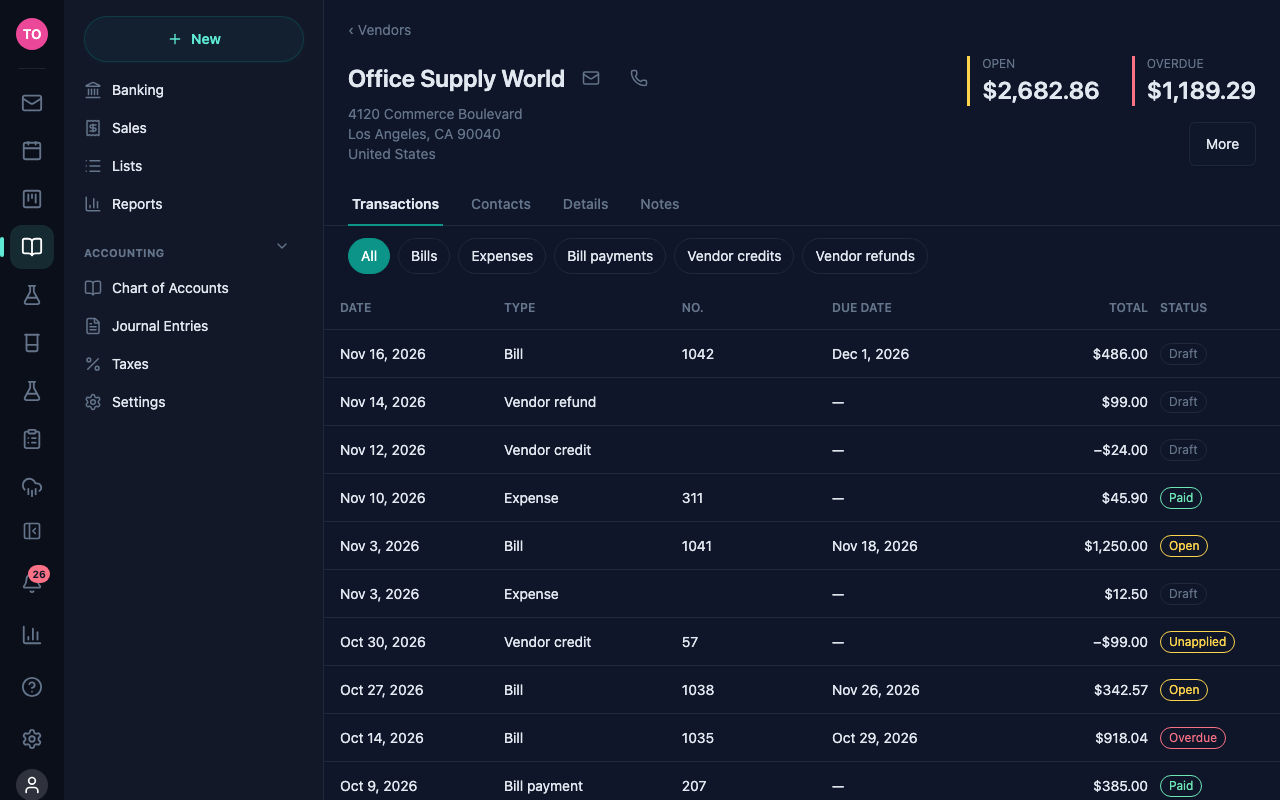 TO
+ New
Banking
Sales
Lists
Reports
ACCOUNTING
Chart of Accounts
Journal Entries
Taxes
Settings
26
‹ Vendors
Office Supply World
4120 Commerce Boulevard
Los Angeles, CA 90040
United States
OPEN
$2,682.86
OVERDUE
$1,189.29
More
Transactions Contacts Details Notes
All Bills Expenses Bill payments Vendor credits Vendor refunds
DATE TYPE NO. DUE DATE TOTAL STATUS
Nov 16, 2026 Bill 1042 Dec 1, 2026 $486.00 Draft
Nov 14, 2026 Vendor refund — $99.00 Draft
Nov 12, 2026 Vendor credit — –$24.00 Draft
Nov 10, 2026 Expense 311 — $45.90 Paid
Nov 3, 2026 Bill 1041 Nov 18, 2026 $1,250.00 Open
Nov 3, 2026 Expense — $12.50 Draft
Oct 30, 2026 Vendor credit 57 — –$99.00 Unapplied
Oct 27, 2026 Bill 1038 Nov 26, 2026 $342.57 Open
Oct 14, 2026 Bill 1035 Oct 29, 2026 $918.04 Overdue
Oct 9, 2026 Bill payment 207 — $385.00 Paid